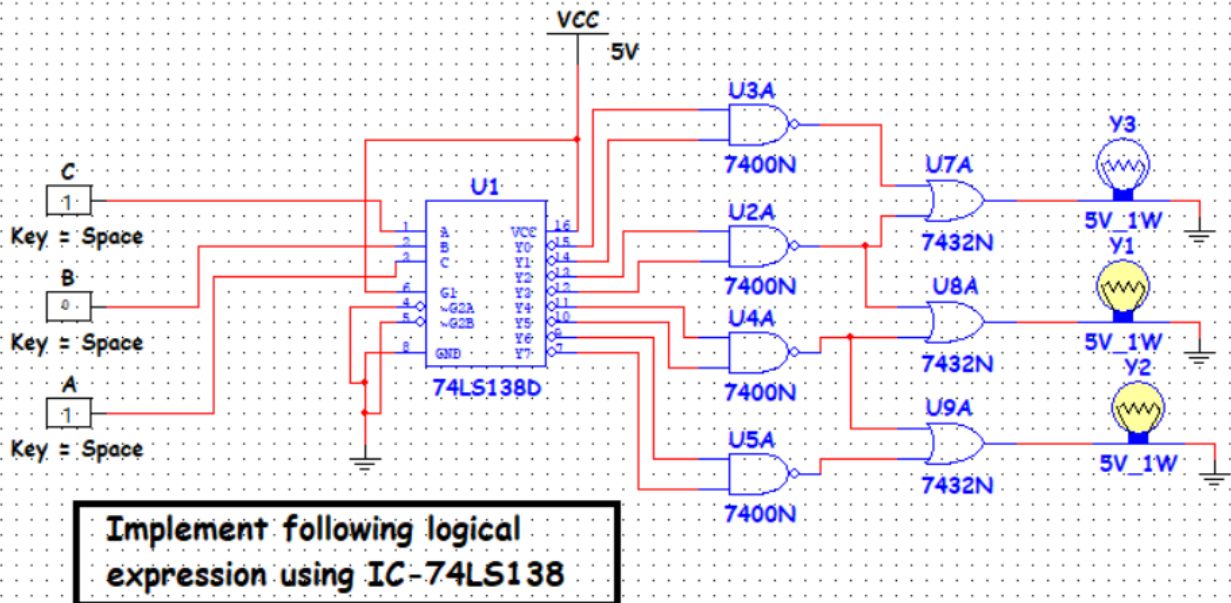 VCC
5V
C
1
Key = Space
B
0
Key = Space
A
1
Key = Space
U1
1 A
2 B
3 C
6 G1
4 ~G2A
5 ~G2B
8 GND
VCC 16
Y0 15
Y1 14
Y2 13
Y3 12
Y4 11
Y5 10
Y6 9
Y7 7
74LS138D
U3A
7400N
U2A
7400N
U4A
7400N
U5A
7400N
U7A
7432N
U8A
7432N
U9A
7432N
Y3
5V_1W
Y1
5V_1W
Y2
5V_1W
Implement following logical
expression using IC-74LS138